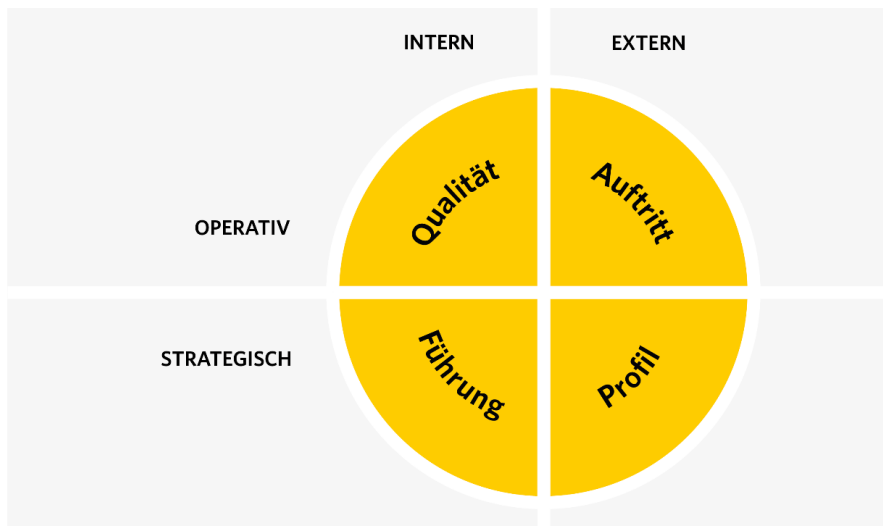 INTERN
EXTERN
Qualität
Auftritt
OPERATIV
STRATEGISCH
Führung
Profil